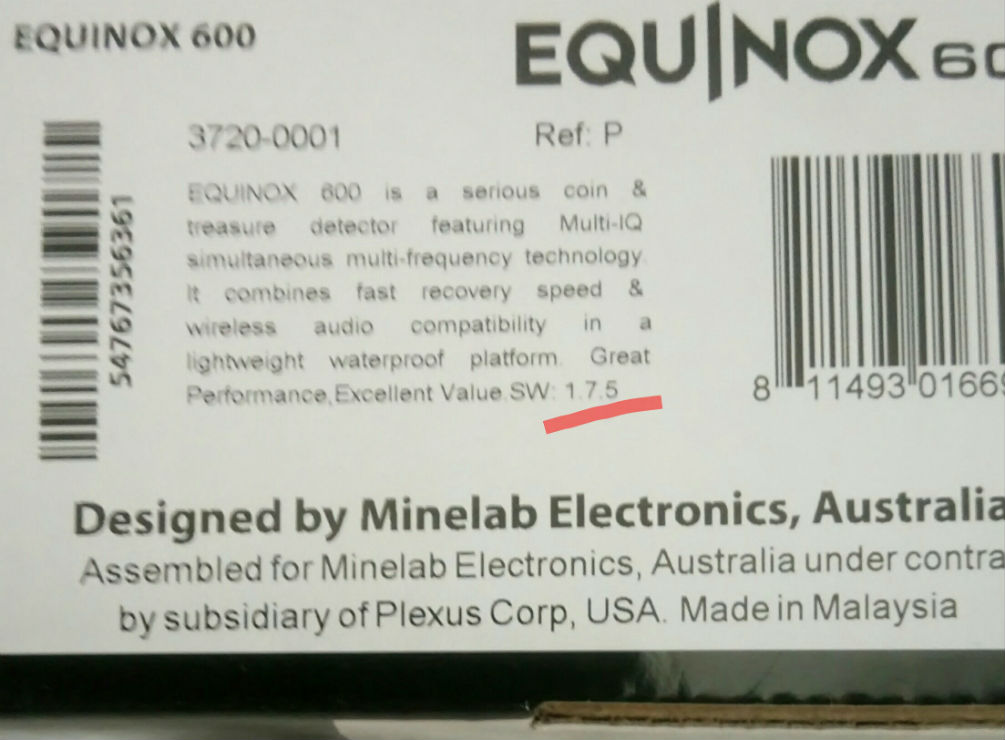 EQUINOX 600
EQUINOX 60
3720-0001 Ref: P
54767356361
EQUINOX 600 is a serious coin &
treasure detector featuring Multi-IQ
simultaneous multi-frequency technology.
It combines fast recovery speed &
wireless audio compatibility in a
lightweight waterproof platform. Great
Performance,Excellent Value.SW: 1.7.5
8 11493 01669
Designed by Minelab Electronics, Australia
Assembled for Minelab Electronics, Australia under contra
by subsidiary of Plexus Corp, USA. Made in Malaysia